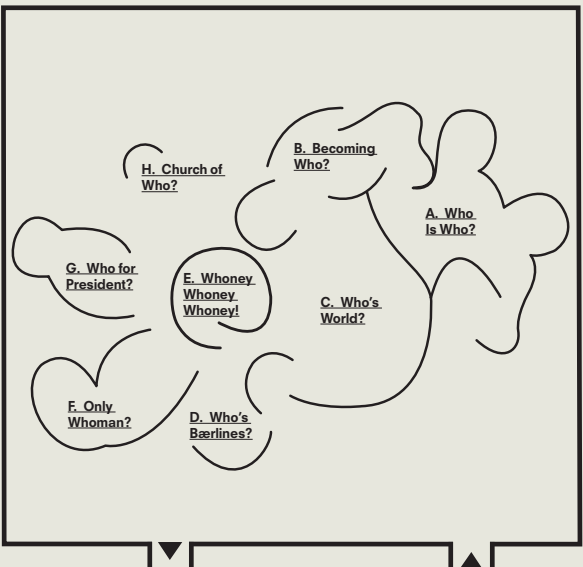 H. Church of
Who?
B. Becoming
Who?
A. Who
Is Who?
G. Who for
President?
E. Whoney
Whoney
Whoney!
C. Who's
World?
F. Only
Whoman?
D. Who's
Bærlines?